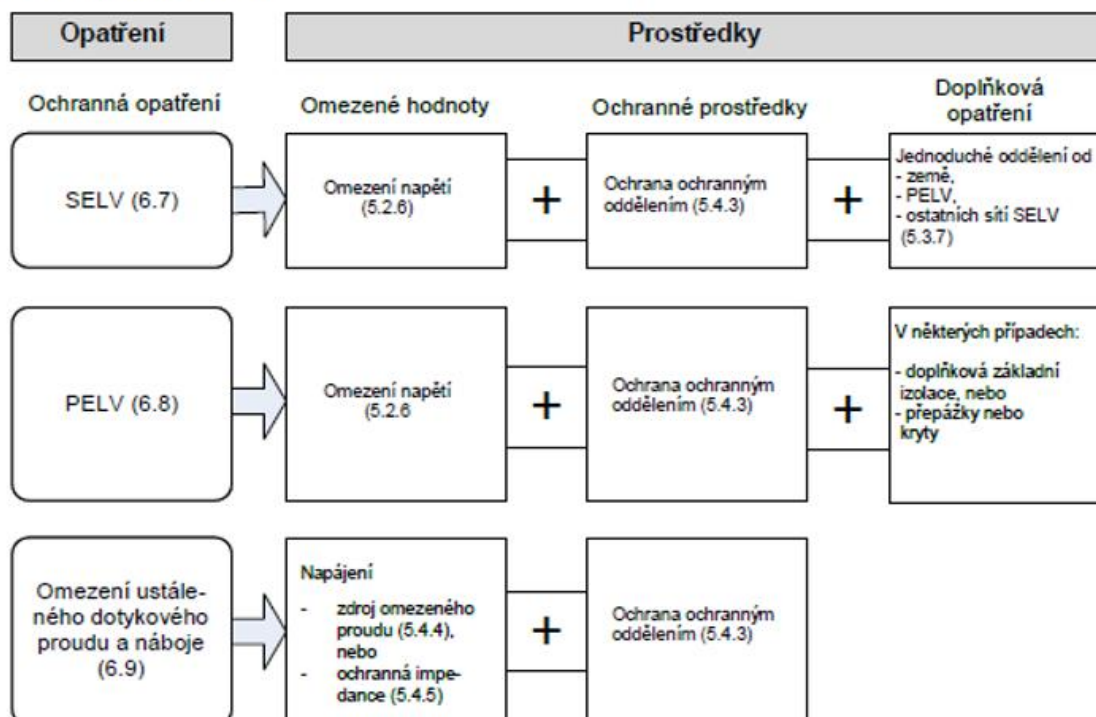 Opatření
Prostředky
Ochranná opatření
Omezené hodnoty
Ochranné prostředky
Doplňková
opatření
SELV (6.7)
Omezení napětí
(5.2.6)
+
Ochrana ochranným
oddělením (5.4.3)
+
Jednoduché oddělení od
- země,
- PELV,
- ostatních sítí SELV
(5.3.7)
PELV (6.8)
Omezení napětí
(5.2.6
+
Ochrana ochranným
oddělením (5.4.3)
+
V některých případech:
- doplňková základní
izolace, nebo
- přepážky nebo
kryty
Omezení ustále-
ného dotykového
proudu a náboje
(6.9)
Napájení
- zdroj omezeného
proudu (5.4.4),
nebo
- ochranná impe-
dance (5.4.5)
+
Ochrana ochranným
oddělením (5.4.3)